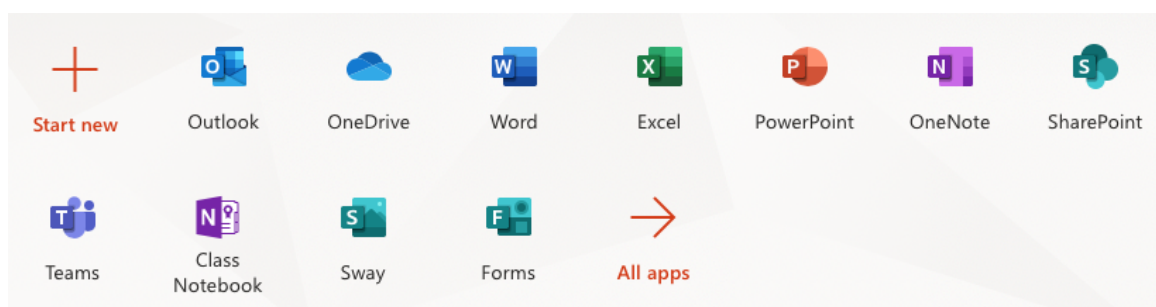 Start new
Outlook
OneDrive
Word
Excel
PowerPoint
OneNote
SharePoint
Teams
Class
Notebook
Sway
Forms
All apps